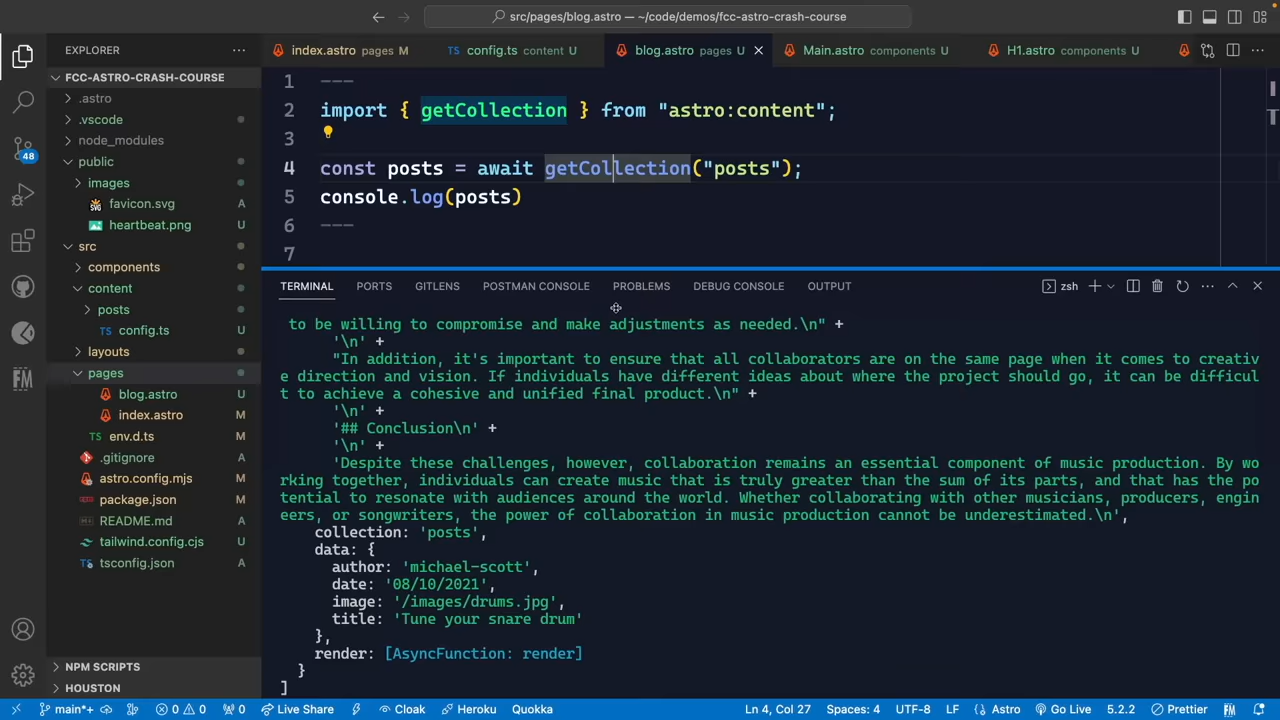 src/pages/blog.astro — ~/code/demos/fcc-astro-crash-course
EXPLORER
index.astro pages M
config.ts content U
blog.astro pages U
Main.astro components U
H1.astro components U
FCC-ASTRO-CRASH-COURSE
.astro
.vscode
node_modules
public
images
favicon.svg A
heartbeat.png U
src
components
content
posts
config.ts U
layouts
pages
blog.astro U
index.astro M
env.d.ts M
.gitignore A
astro.config.mjs M
package.json M
README.md A
tailwind.config.cjs U
tsconfig.json A
NPM SCRIPTS
HOUSTON
48
FM
1 ---
2 import { getCollection } from "astro:content";
3
4 const posts = await getCollection("posts");
5 console.log(posts)
6 ---
7
TERMINAL PORTS GITLENS POSTMAN CONSOLE PROBLEMS DEBUG CONSOLE OUTPUT zsh
to be willing to compromise and make adjustments as needed.\n" +
'\n' +
"In addition, it's important to ensure that all collaborators are on the same page when it comes to creativ
e direction and vision. If individuals have different ideas about where the project should go, it can be difficul
t to achieve a cohesive and unified final product.\n" +
'\n' +
'## Conclusion\n' +
'\n' +
'Despite these challenges, however, collaboration remains an essential component of music production. By wo
rking together, individuals can create music that is truly greater than the sum of its parts, and that has the po
tential to resonate with audiences around the world. Whether collaborating with other musicians, producers, engin
eers, or songwriters, the power of collaboration in music production cannot be underestimated.\n',
collection: 'posts',
data: {
author: 'michael-scott',
date: '08/10/2021',
image: '/images/drums.jpg',
title: 'Tune your snare drum'
},
render: [AsyncFunction: render]
}
]
main*+ 0 0 0 Live Share Cloak Heroku Quokka Ln 4, Col 27 Spaces: 4 UTF-8 LF Astro Go Live 5.2.2 Prettier FM